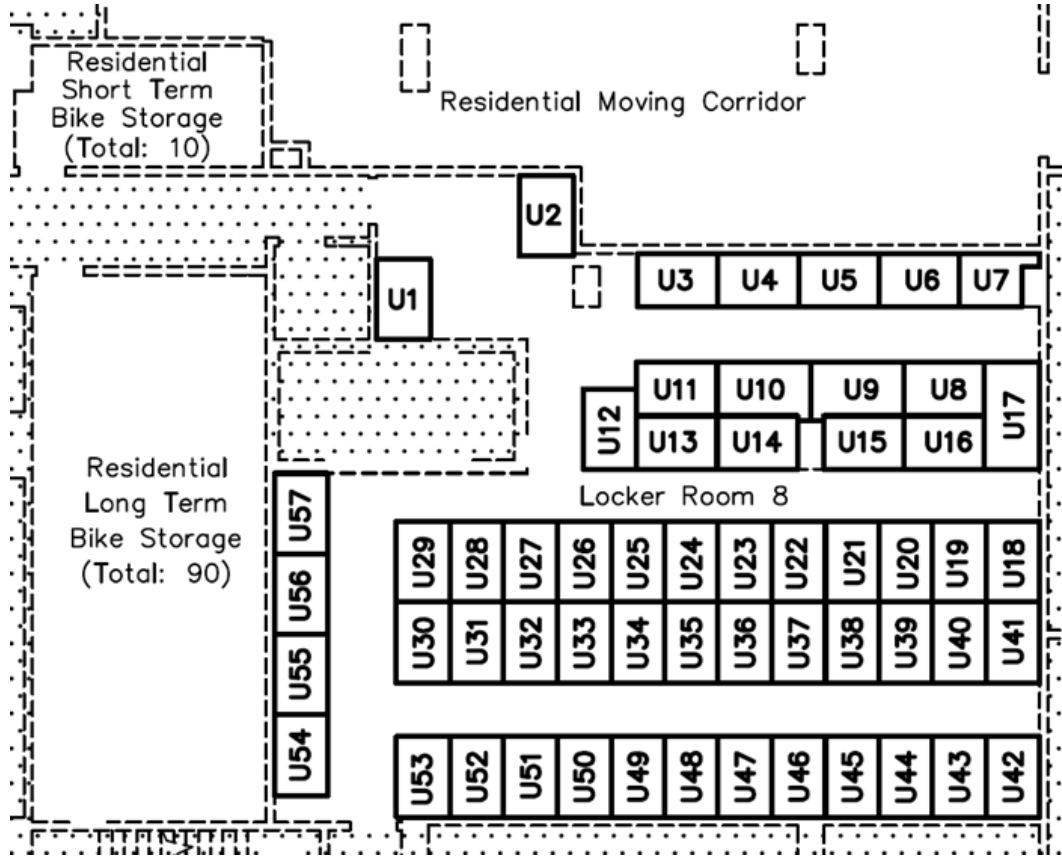 Residential
Short Term
Bike Storage
(Total: 10)
Residential Moving Corridor
U2
U1
U3 U4 U5 U6 U7
U11 U10 U9 U8
U12
U17
U13 U14 U15 U16
Locker Room 8
Residential
Long Term
Bike Storage
(Total: 90)
U57
U56
U55
U54
U29 U28 U27 U26 U25 U24 U23 U22 U21 U20 U19 U18
U30 U31 U32 U33 U34 U35 U36 U37 U38 U39 U40 U41
U53 U52 U51 U50 U49 U48 U47 U46 U45 U44 U43 U42